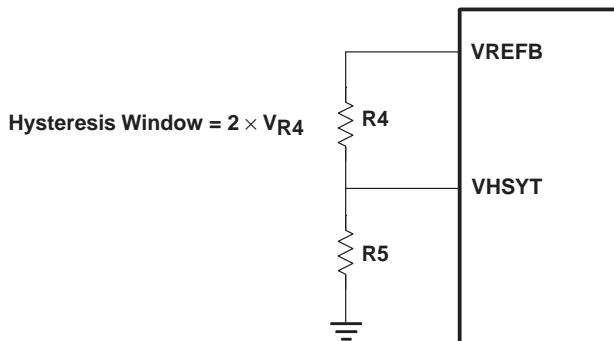 VREFB
Hysteresis Window = 2 × VR4
R4
VHSYT
R5